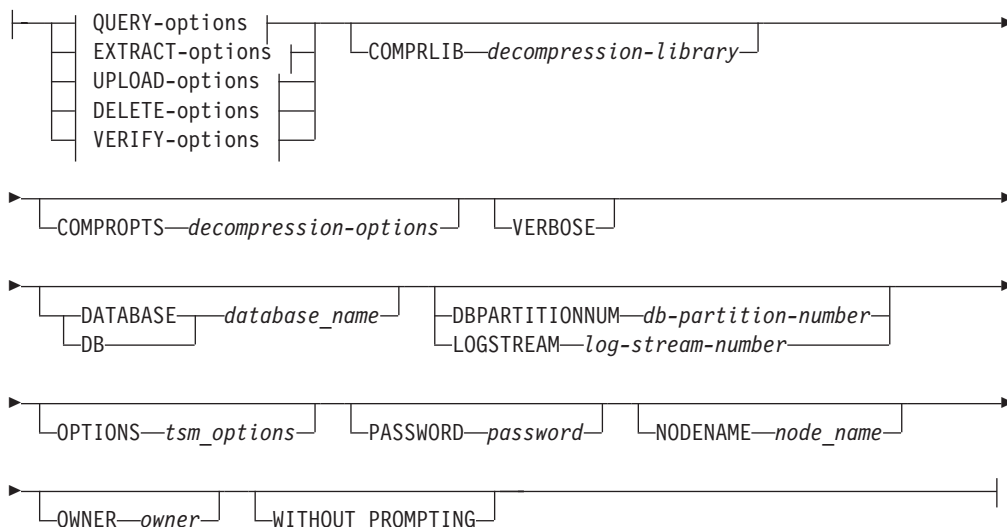 QUERY-options
EXTRACT-options COMPRLIB decompression-library
UPLOAD-options
DELETE-options
VERIFY-options
COMPROPTS decompression-options VERBOSE
DATABASE database_name DBPARTITIONNUM db-partition-number
DB LOGSTREAM log-stream-number
OPTIONS tsm_options PASSWORD password NODENAME node_name
OWNER owner WITHOUT PROMPTING